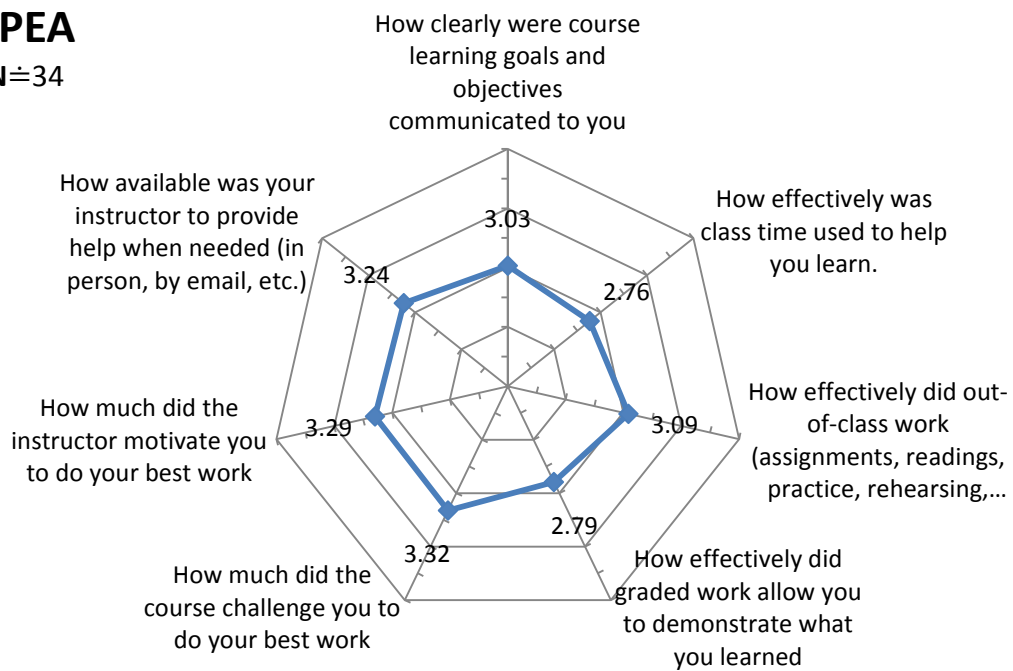 PEA
N≐34
How clearly were course
learning goals and
objectives
communicated to you
3.03
How effectively was
class time used to help
you learn.
2.76
How effectively did out-
of-class work
(assignments, readings,
practice, rehearsing,...
3.09
How effectively did
graded work allow you
to demonstrate what
you learned
2.79
How much did the
course challenge you to
do your best work
3.32
How much did the
instructor motivate you
to do your best work
3.29
How available was your
instructor to provide
help when needed (in
person, by email, etc.)
3.24